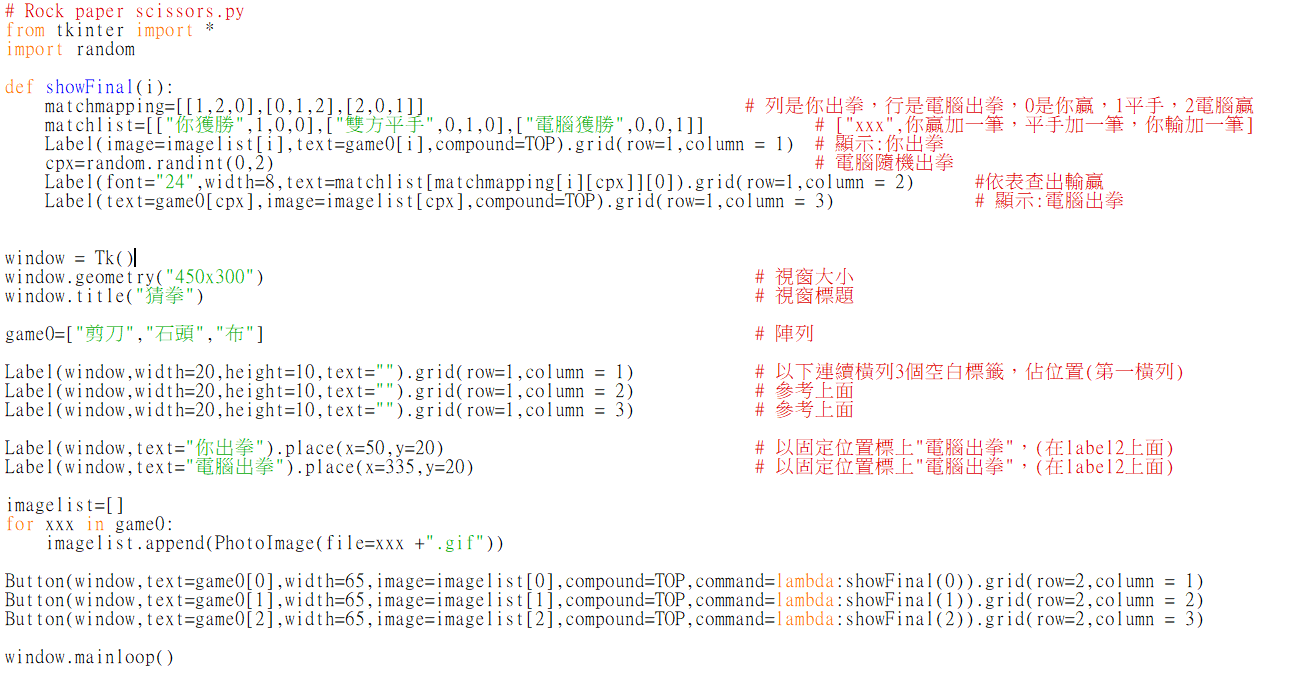 # Rock paper scissors.py
from tkinter import *
import random
def showFinal(i):
    matchmapping=[[1,2,0],[0,1,2],[2,0,1]] # 列是你出拳，行是電腦出拳，0是你贏，1平手，2電腦贏
    matchlist=[["你獲勝",1,0,0],["雙方平手",0,1,0],["電腦獲勝",0,0,1]] # ["xxx",你贏加一筆，平手加一筆，你輸加一筆]
    Label(image=imagelist[i],text=game0[i],compound=TOP).grid(row=1,column = 1) # 顯示:你出拳
    cpx=random.randint(0,2) # 電腦隨機出拳
    Label(font="24",width=8,text=matchlist[matchmapping[i][cpx]][0]).grid(row=1,column = 2) #依表查出輸贏
    Label(text=game0[cpx],image=imagelist[cpx],compound=TOP).grid(row=1,column = 3) # 顯示:電腦出拳
window = Tk()
window.geometry("450x300") # 視窗大小
window.title("猜拳") # 視窗標題
game0=["剪刀","石頭","布"] # 陣列
Label(window,width=20,height=10,text="").grid(row=1,column = 1) # 以下連續橫列3個空白標籤，佔位置(第一橫列)
Label(window,width=20,height=10,text="").grid(row=1,column = 2) # 參考上面
Label(window,width=20,height=10,text="").grid(row=1,column = 3) # 參考上面
Label(window,text="你出拳").place(x=50,y=20) # 以固定位置標上"電腦出拳"，(在label2上面)
Label(window,text="電腦出拳").place(x=335,y=20) # 以固定位置標上"電腦出拳"，(在label2上面)
imagelist=[]
for xxx in game0:
    imagelist.append(PhotoImage(file=xxx +".gif"))
Button(window,text=game0[0],width=65,image=imagelist[0],compound=TOP,command=lambda:showFinal(0)).grid(row=2,column = 1)
Button(window,text=game0[1],width=65,image=imagelist[1],compound=TOP,command=lambda:showFinal(1)).grid(row=2,column = 2)
Button(window,text=game0[2],width=65,image=imagelist[2],compound=TOP,command=lambda:showFinal(2)).grid(row=2,column = 3)
window.mainloop()